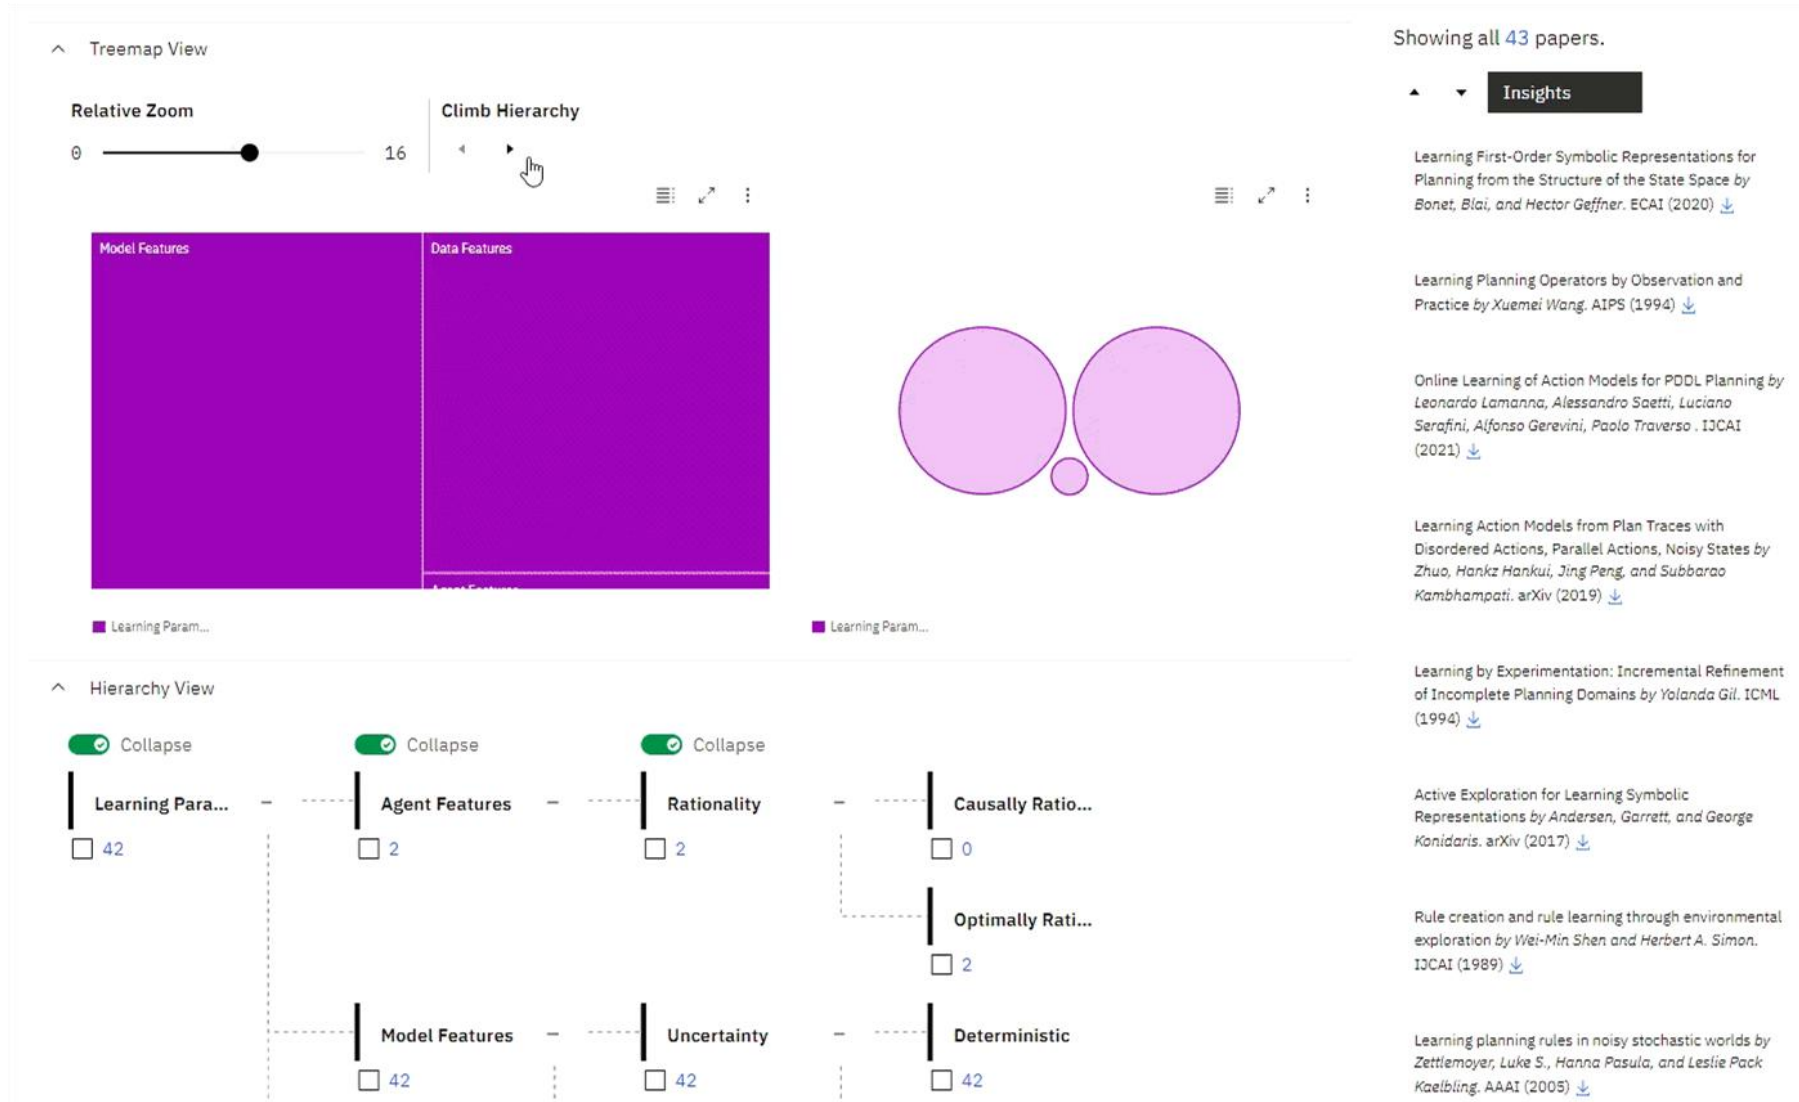 Treemap View
Relative Zoom
0
16
Climb Hierarchy
Model Features
Data Features
Agent Features
Learning Param...
Learning Param...
Hierarchy View
Collapse
Collapse
Collapse
Learning Para...
Agent Features
Rationality
Causally Ratio...
42
2
2
0
Optimally Rati...
2
Model Features
Uncertainty
Deterministic
42
42
42
Showing all 43 papers.
Insights
Learning First-Order Symbolic Representations for
Planning from the Structure of the State Space by
Bonet, Blai, and Hector Geffner. ECAI (2020)
Learning Planning Operators by Observation and
Practice by Xuemei Wang. AIPS (1994)
Online Learning of Action Models for PDDL Planning by
Leonardo Lamanna, Alessandro Saetti, Luciano
Serafini, Alfonso Gerevini, Paolo Traverso . IJCAI
(2021)
Learning Action Models from Plan Traces with
Disordered Actions, Parallel Actions, Noisy States by
Zhuo, Hankz Hankui, Jing Peng, and Subbarao
Kambhampati. arXiv (2019)
Learning by Experimentation: Incremental Refinement
of Incomplete Planning Domains by Yolanda Gil. ICML
(1994)
Active Exploration for Learning Symbolic
Representations by Andersen, Garrett, and George
Konidaris. arXiv (2017)
Rule creation and rule learning through environmental
exploration by Wei-Min Shen and Herbert A. Simon.
IJCAI (1989)
Learning planning rules in noisy stochastic worlds by
Zettlemoyer, Luke S., Hanna Pasula, and Leslie Pack
Kaelbling. AAAI (2005)